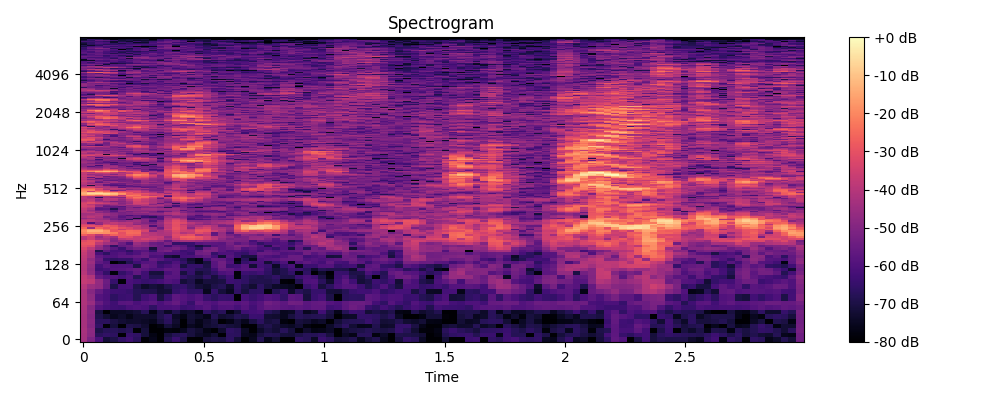 Spectrogram
Hz
4096
2048
1024
512
256
128
64
0
0
0.5
1
1.5
2
2.5
Time
+0 dB
-10 dB
-20 dB
-30 dB
-40 dB
-50 dB
-60 dB
-70 dB
-80 dB